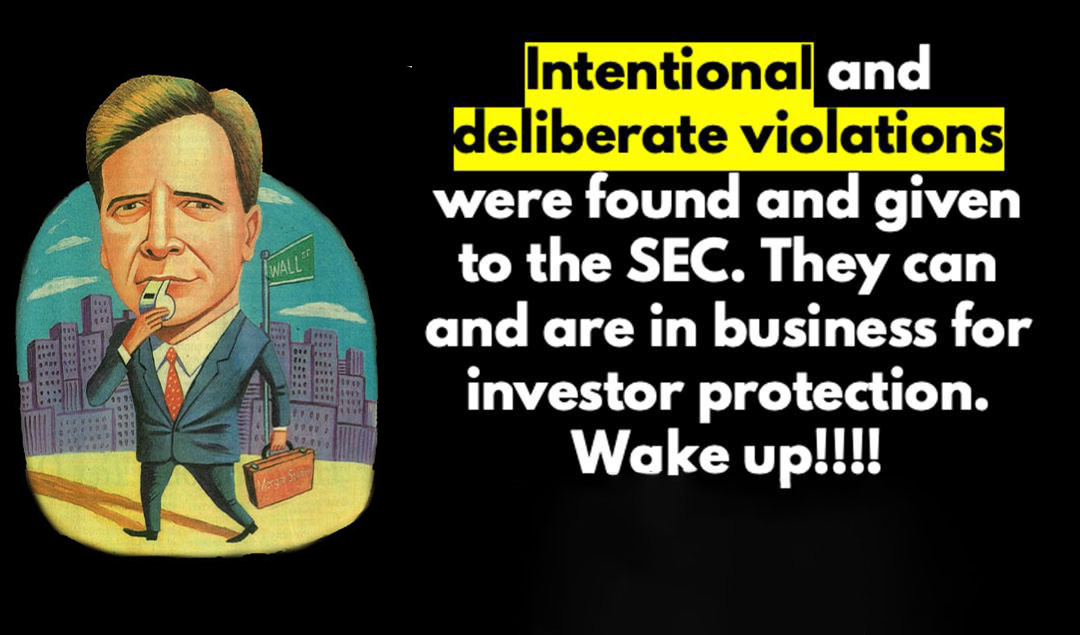 Intentional and
deliberate violations
were found and given
to the SEC. They can
and are in business for
investor protection.
Wake up!!!!
WALL ST